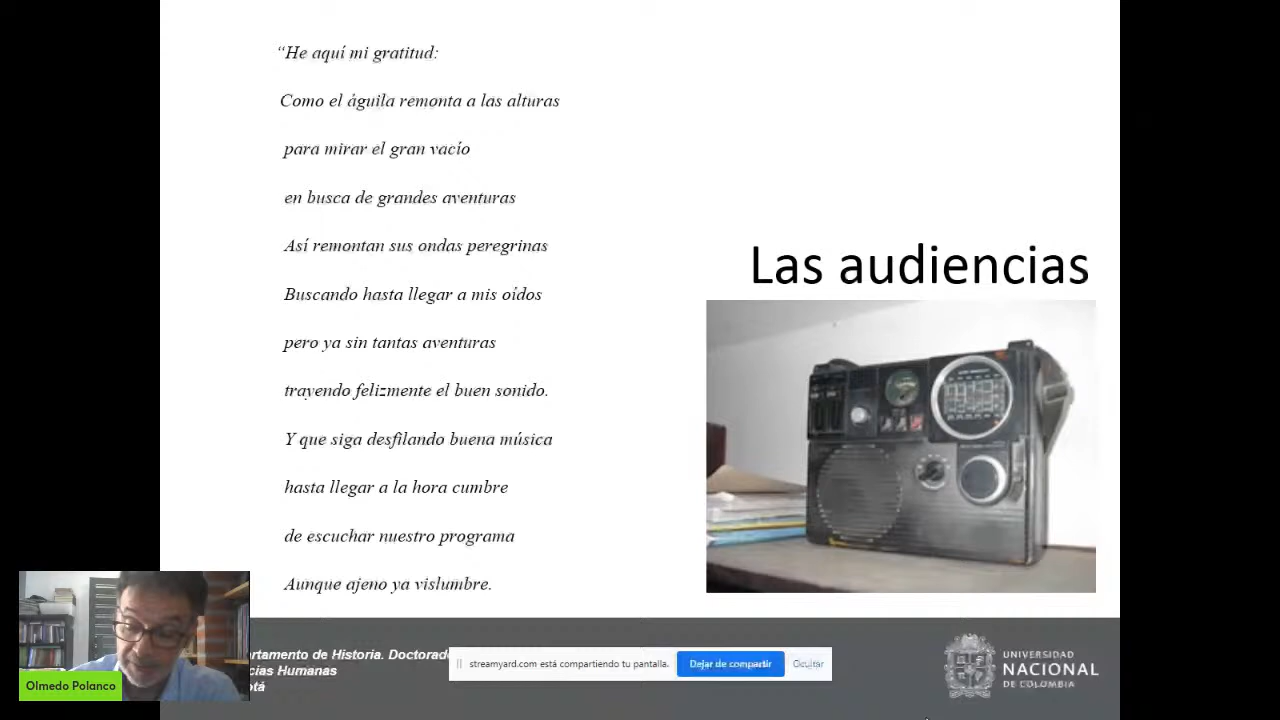 “He aquí mi gratitud:
Como el águila remonta a las alturas
para mirar el gran vacío
en busca de grandes aventuras
Así remontan sus ondas peregrinas
Buscando hasta llegar a mis oídos
pero ya sin tantas aventuras
trayendo felizmente el buen sonido.
Y que siga desfilando buena música
hasta llegar a la hora cumbre
de escuchar nuestro programa
Aunque ajeno ya vislumbre.
Las audiencias
Olmedo Polanco
artamento de Historia. Doctorado
cias Humanas
tá
streamyard.com está compartiendo tu pantalla.
Dejar de compartir
Ocultar
UNIVERSIDAD
NACIONAL
DE COLOMBIA